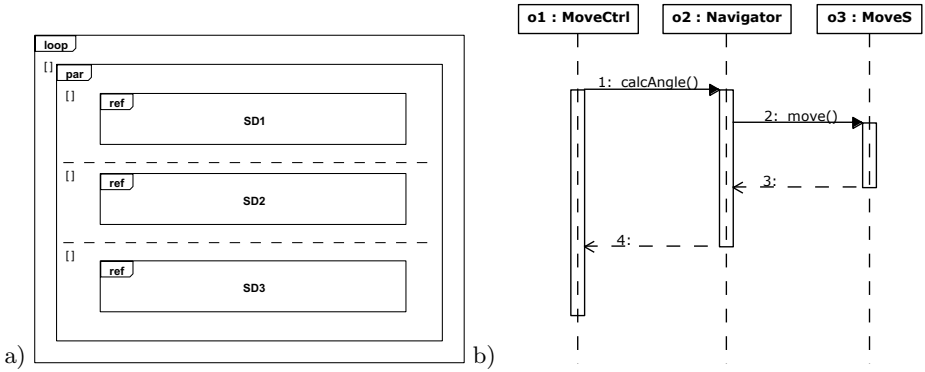 loop
[ ]
par
[ ]
ref
SD1
[ ]
ref
SD2
[ ]
ref
SD3
a)
o1 : MoveCtrl
o2 : Navigator
o3 : MoveS
1: calcAngle()
2: move()
3:
4:
b)